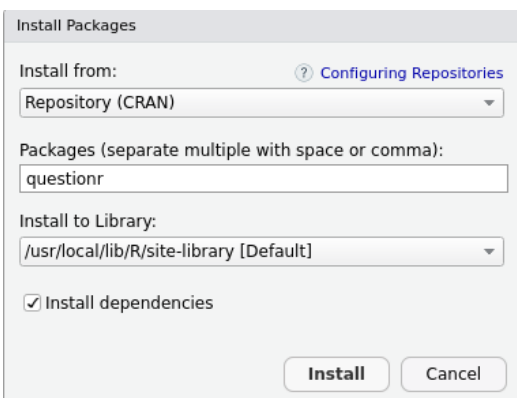 Install Packages
Install from:
? Configuring Repositories
Repository (CRAN)
Packages (separate multiple with space or comma):
questionr
Install to Library:
/usr/local/lib/R/site-library [Default]
Install dependencies
Install
Cancel